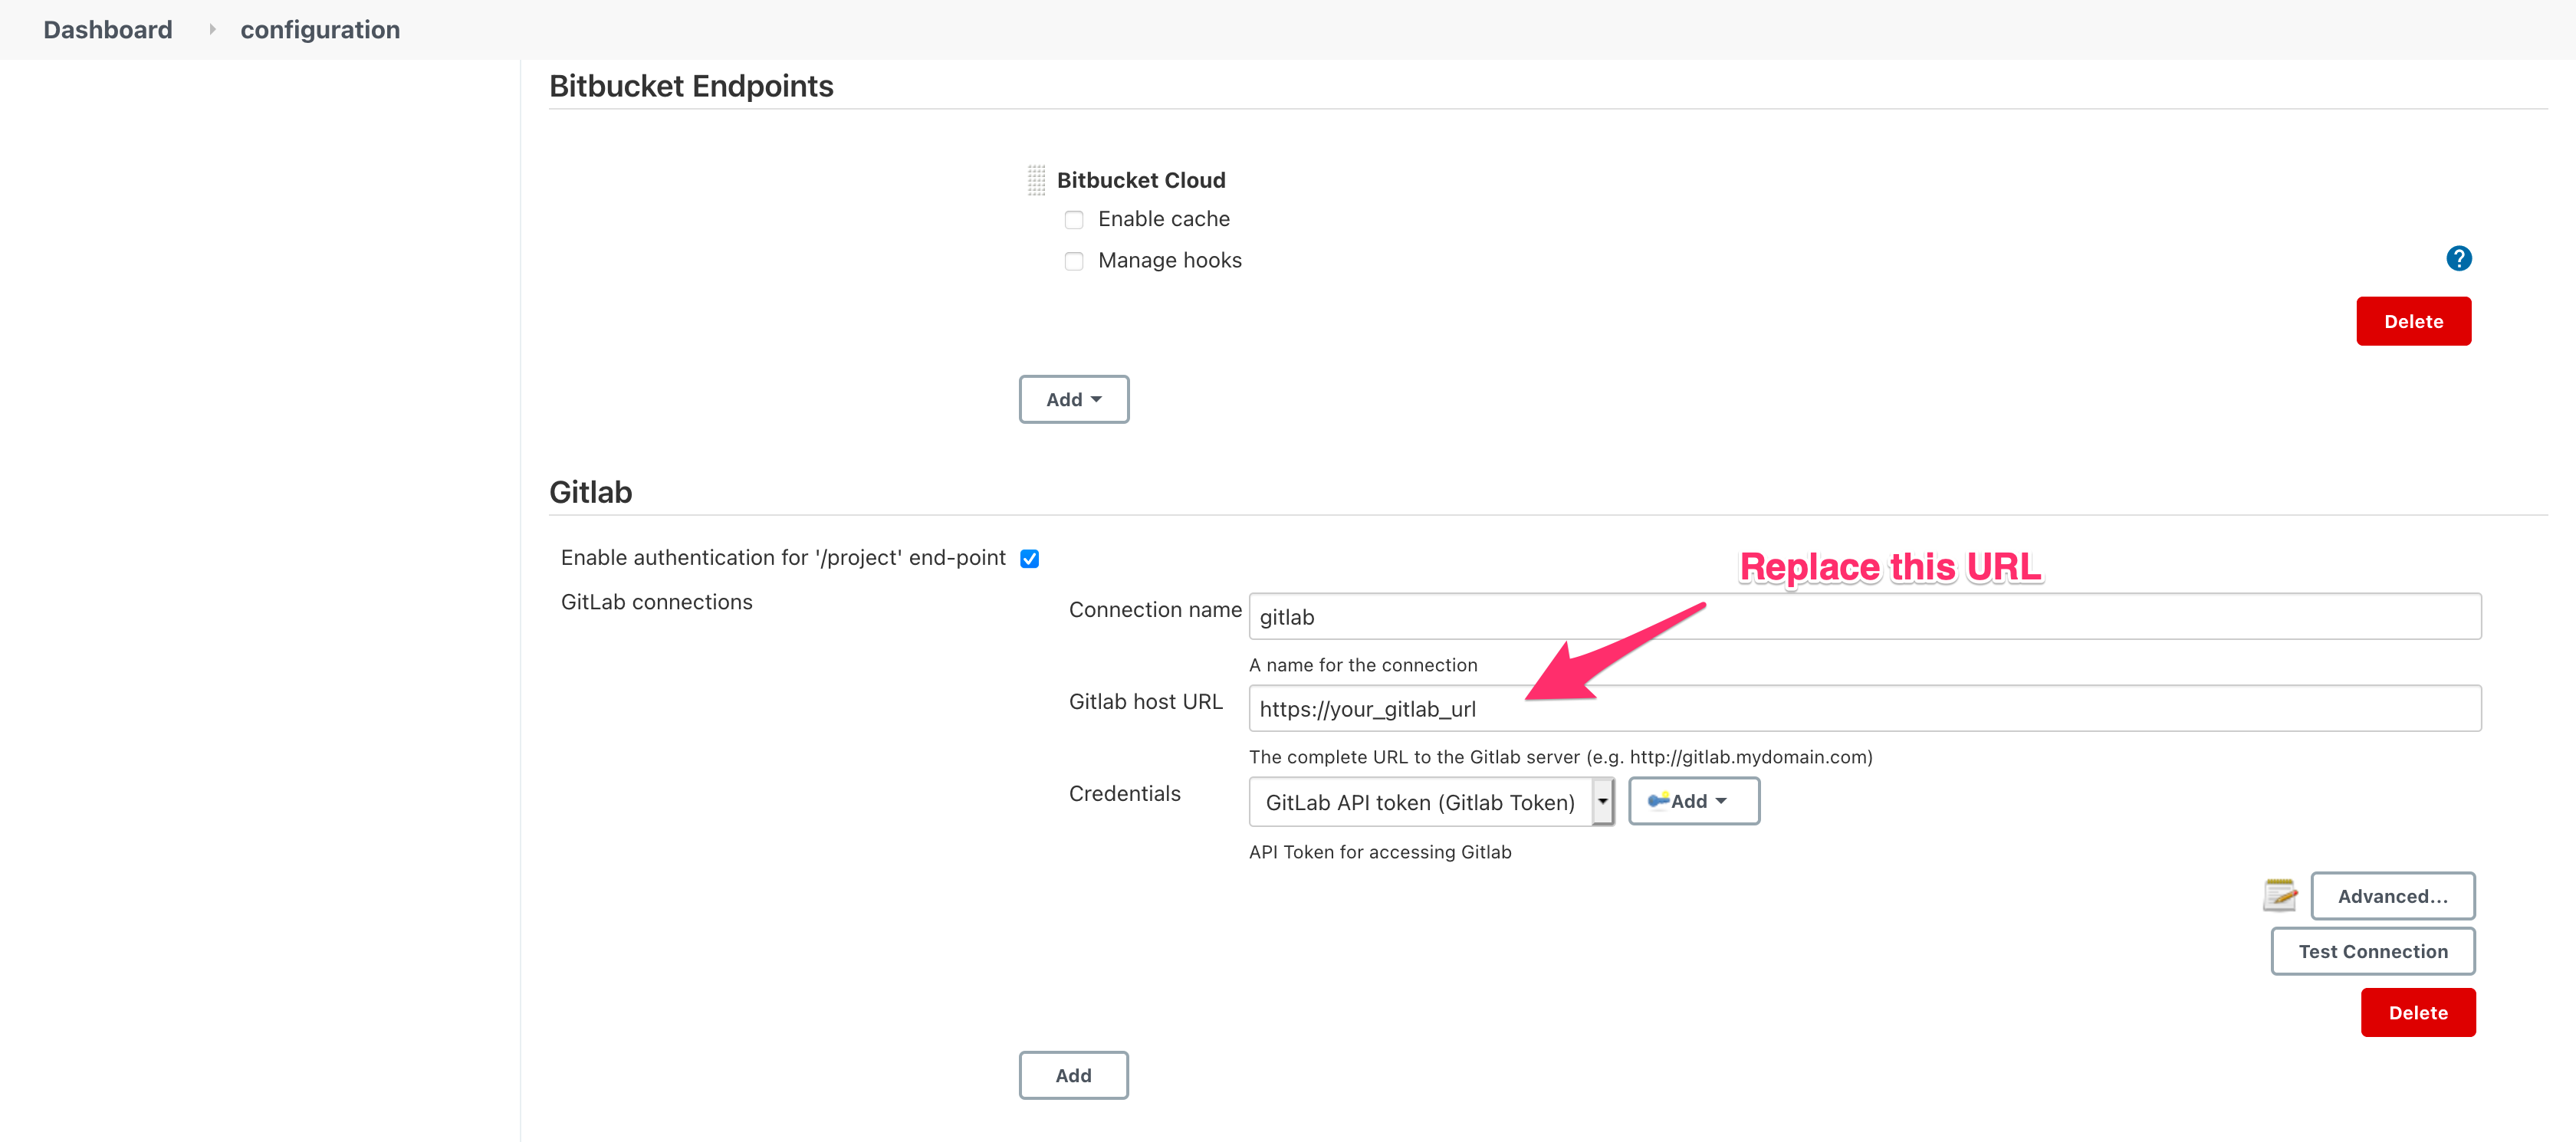 Dashboard configuration
Bitbucket Endpoints
Bitbucket Cloud
Enable cache
Manage hooks
?
Delete
Add
Gitlab
Enable authentication for '/project' end-point
Replace this URL
GitLab connections
Connection name gitlab
A name for the connection
Gitlab host URL https://your_gitlab_url
The complete URL to the Gitlab server (e.g. http://gitlab.mydomain.com)
Credentials GitLab API token (Gitlab Token) Add
API Token for accessing Gitlab
Advanced...
Test Connection
Delete
Add